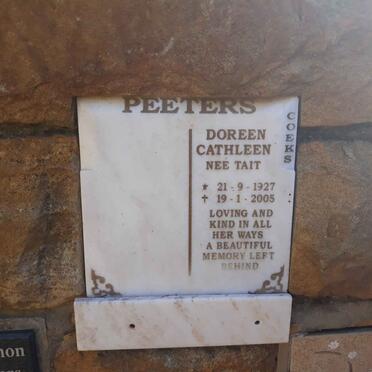 PEETERS
COEKS
DOREEN
CATHLEEN
NEE TAIT
* 21-9-1927
† 19-1-2005
LOVING AND
KIND IN ALL
HER WAYS
A BEAUTIFUL
MEMORY LEFT
BEHIND